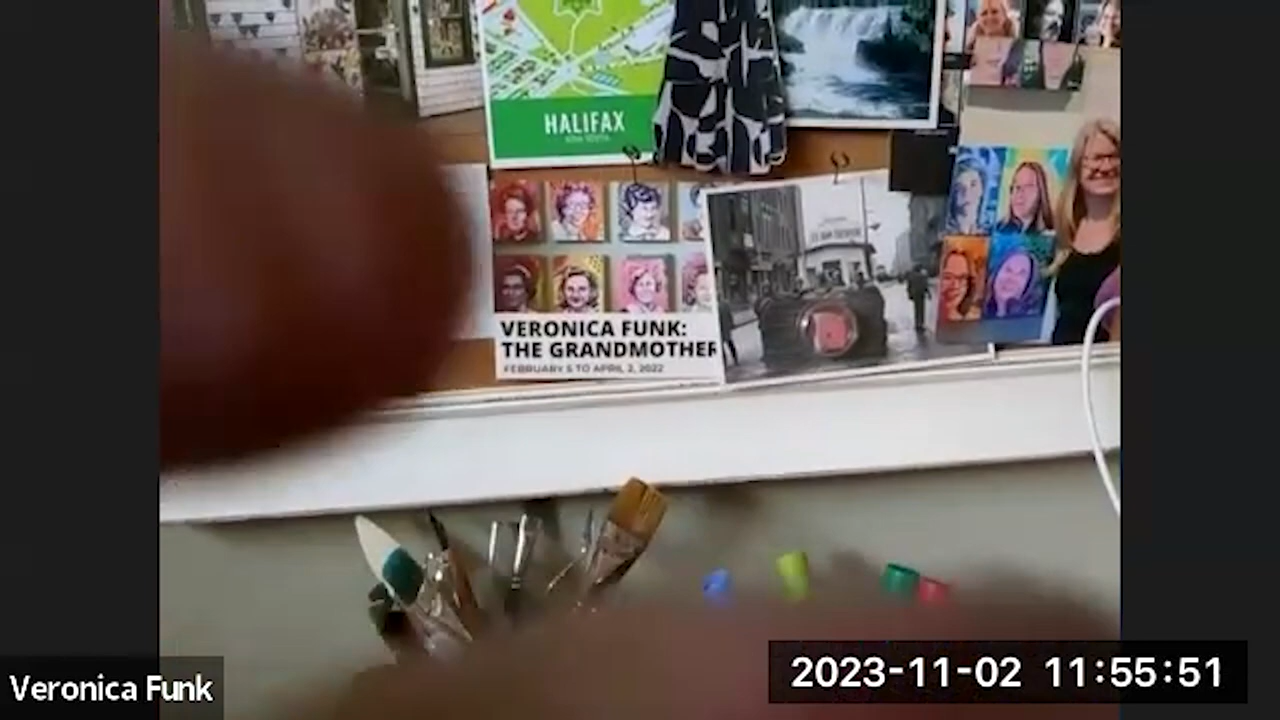 HALIFAX
VERONICA FUNK:
THE GRANDMOTHER
FEBRUARY 5 TO APRIL 2, 2022
Veronica Funk
2023-11-02 11:55:51